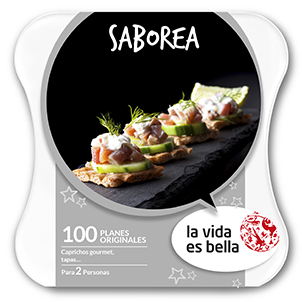 SABOREA
100 PLANES
ORIGINALES
Caprichos gourmet,
tapas...
Para 2 Personas
la vida
es bella